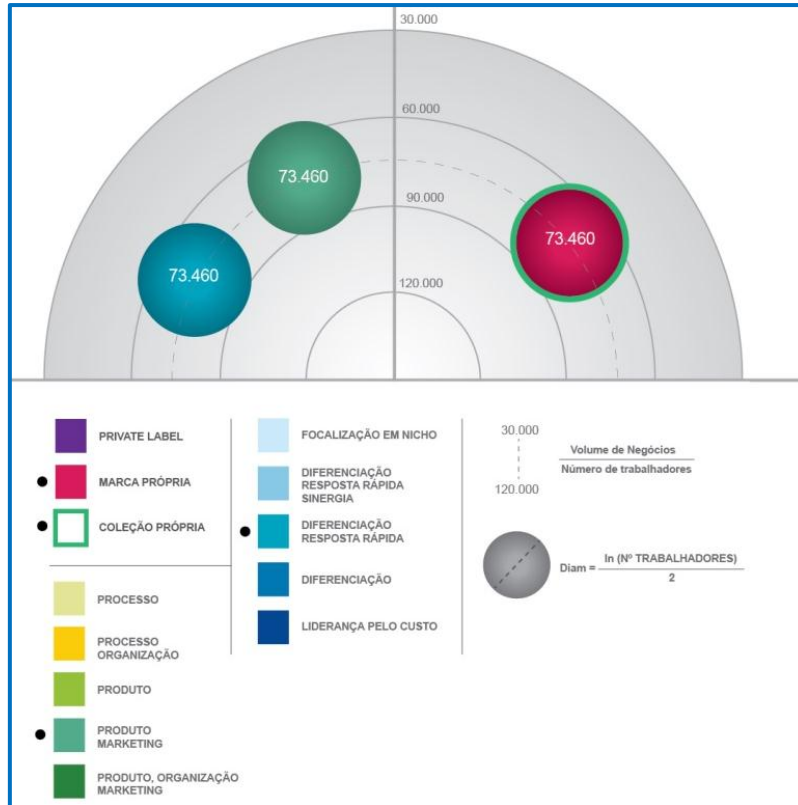 30.000
60.000
73.460
90.000
73.460
73.460
120.000
PRIVATE LABEL
MARCA PRÓPRIA
COLEÇÃO PRÓPRIA
PROCESSO
PROCESSO
ORGANIZAÇÃO
PRODUTO
PRODUTO
MARKETING
PRODUTO, ORGANIZAÇÃO
MARKETING
FOCALIZAÇÃO EM NICHO
DIFERENCIAÇÃO
RESPOSTA RÁPIDA
SINERGIA
DIFERENCIAÇÃO
RESPOSTA RÁPIDA
DIFERENCIAÇÃO
LIDERANÇA PELO CUSTO
30.000
120.000
Volume de Negócios
Número de trabalhadores
Diam = In (Nº TRABALHADORES)
2